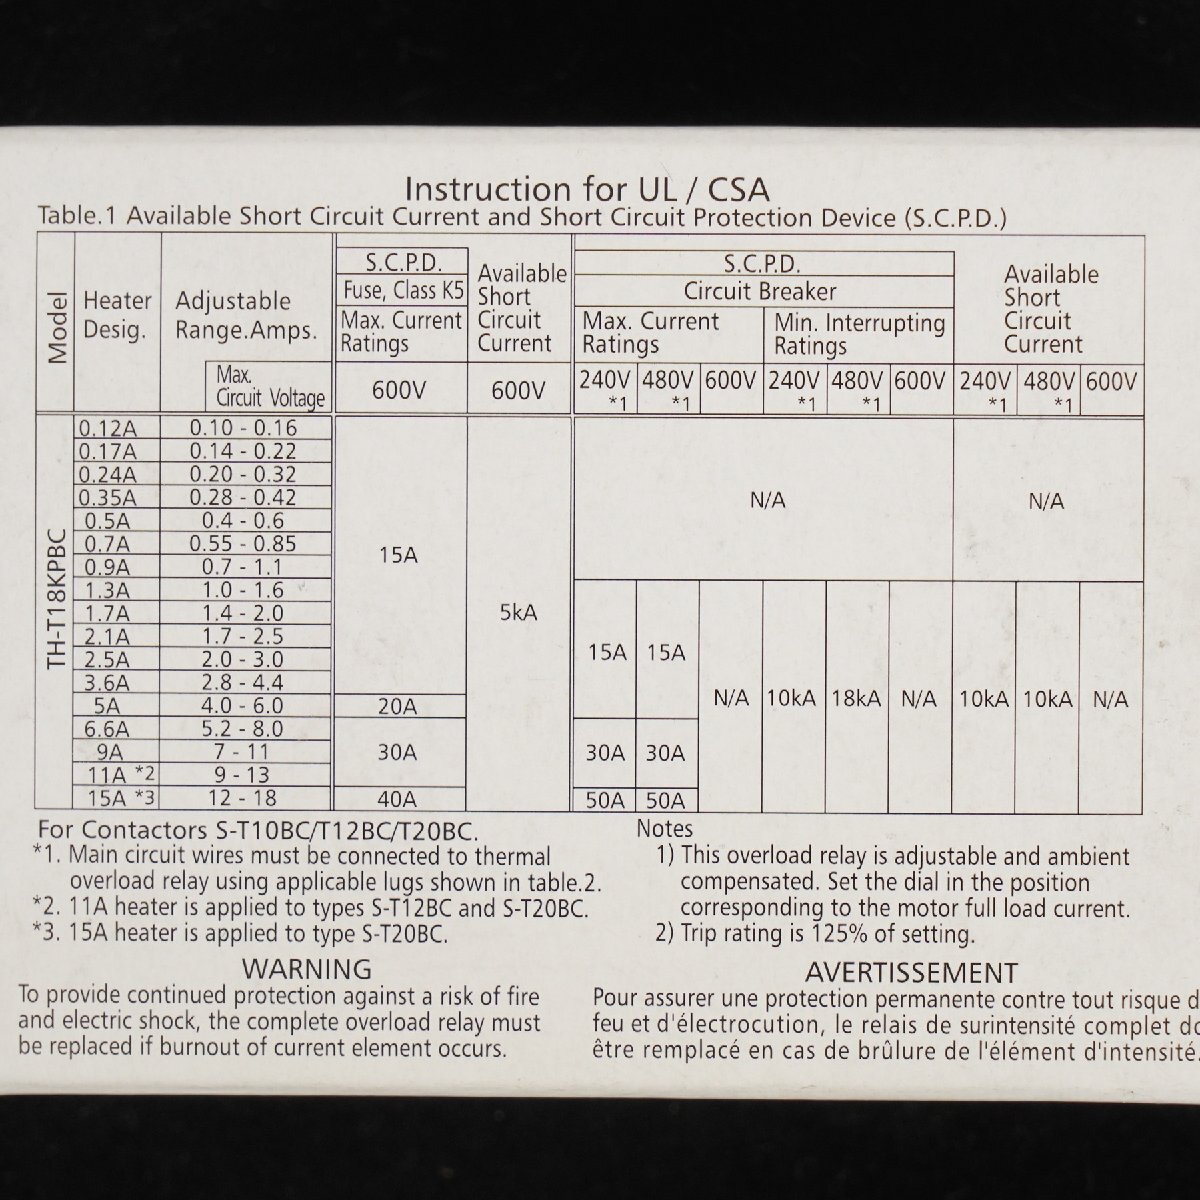 Instruction for UL / CSA
Table.1 Available Short Circuit Current and Short Circuit Protection Device (S.C.P.D.)
Model
Heater Desig.
Adjustable Range.Amps.
Max. Circuit Voltage
S.C.P.D.
Fuse, Class K5
Max. Current Ratings
600V
Available Short Circuit Current
600V
S.C.P.D.
Circuit Breaker
Max. Current Ratings
Min. Interrupting Ratings
240V *1 480V *1 600V 240V *1 480V *1 600V
Available Short Circuit Current
240V *1 480V *1 600V
TH-T18KPBC
0.12A 0.10 - 0.16
0.17A 0.14 - 0.22
0.24A 0.20 - 0.32
0.35A 0.28 - 0.42
0.5A 0.4 - 0.6
0.7A 0.55 - 0.85
0.9A 0.7 - 1.1
1.3A 1.0 - 1.6
1.7A 1.4 - 2.0
2.1A 1.7 - 2.5
2.5A 2.0 - 3.0
3.6A 2.8 - 4.4
5A 4.0 - 6.0
6.6A 5.2 - 8.0
9A 7 - 11
11A *2 9 - 13
15A *3 12 - 18
15A
20A
30A
40A
5kA
N/A N/A
15A 15A
30A 30A
50A 50A
N/A 10kA 18kA N/A 10kA 10kA N/A
For Contactors S-T10BC/T12BC/T20BC.
*1. Main circuit wires must be connected to thermal
overload relay using applicable lugs shown in table.2.
*2. 11A heater is applied to types S-T12BC and S-T20BC.
*3. 15A heater is applied to type S-T20BC.
Notes
1) This overload relay is adjustable and ambient
compensated. Set the dial in the position
corresponding to the motor full load current.
2) Trip rating is 125% of setting.
WARNING
To provide continued protection against a risk of fire
and electric shock, the complete overload relay must
be replaced if burnout of current element occurs.
AVERTISSEMENT
Pour assurer une protection permanente contre tout risque
feu et d'électrocution, le relais de surintensité complet
être remplacé en cas de brûlure de l'élément d'intensité.